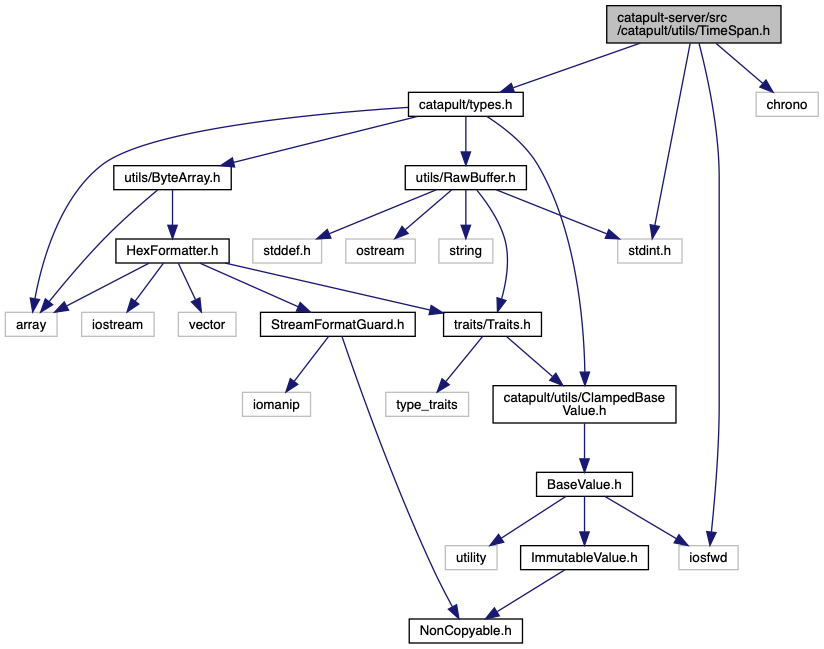 catapult-server/src
/catapult/utils/TimeSpan.h
catapult/types.h
chrono
utils/ByteArray.h
utils/RawBuffer.h
HexFormatter.h
stddef.h
ostream
string
stdint.h
array
iostream
vector
StreamFormatGuard.h
traits/Traits.h
iomanip
type_traits
catapult/utils/ClampedBase
Value.h
BaseValue.h
utility
ImmutableValue.h
iosfwd
NonCopyable.h